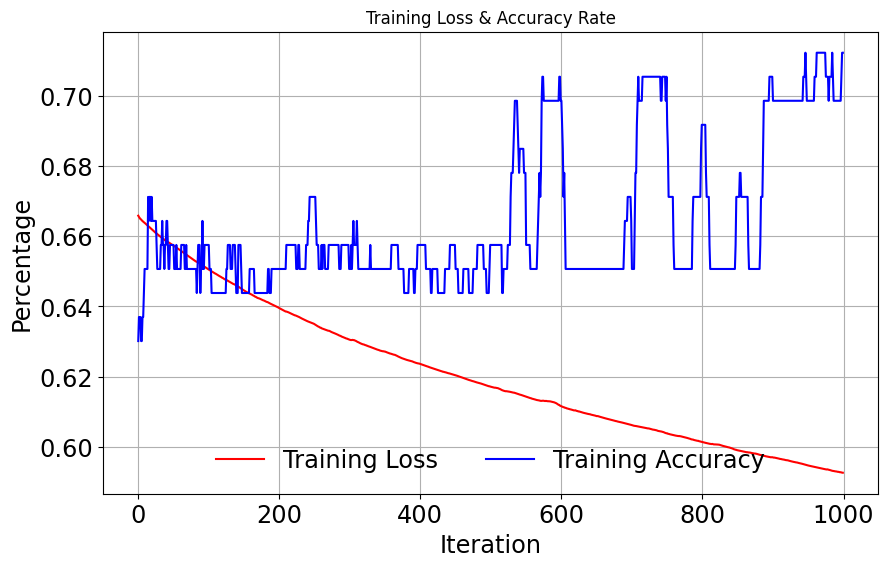 Training Loss & Accuracy Rate
0.70
0.68
0.66
0.64
0.62
0.60
Percentage
Training Loss Training Accuracy
0 200 400 600 800 1000
Iteration